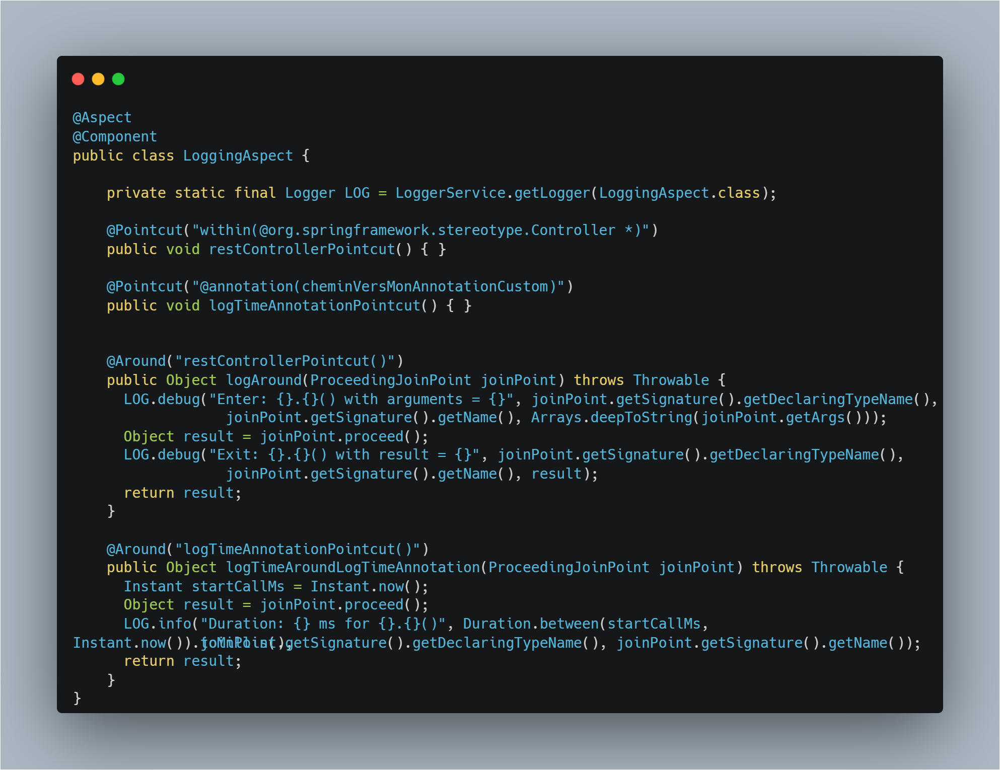 @Aspect
@Component
public class LoggingAspect {
private static final Logger LOG = LoggerService.getLogger(LoggingAspect.class);
@Pointcut("within(@org.springframework.stereotype.Controller *)")
public void restControllerPointcut() { }
@Pointcut("@annotation(cheminVersMonAnnotationCustom)")
public void logTimeAnnotationPointcut() { }
@Around("restControllerPointcut()")
public Object logAround(ProceedingJoinPoint joinPoint) throws Throwable {
LOG.debug("Enter: {}.{}() with arguments = {}", joinPoint.getSignature().getDeclaringTypeName(),
joinPoint.getSignature().getName(), Arrays.deepToString(joinPoint.getArgs()));
Object result = joinPoint.proceed();
LOG.debug("Exit: {}.{}() with result = {}", joinPoint.getSignature().getDeclaringTypeName(),
joinPoint.getSignature().getName(), result);
return result;
}
@Around("logTimeAnnotationPointcut()")
public Object logTimeAroundLogTimeAnnotation(ProceedingJoinPoint joinPoint) throws Throwable {
Instant startCallMs = Instant.now();
Object result = joinPoint.proceed();
LOG.info("Duration: {} ms for {}.{}()", Duration.between(startCallMs,
Instant.now()).toMillis(), joinPoint.getSignature().getDeclaringTypeName(), joinPoint.getSignature().getName());
return result;
}
}